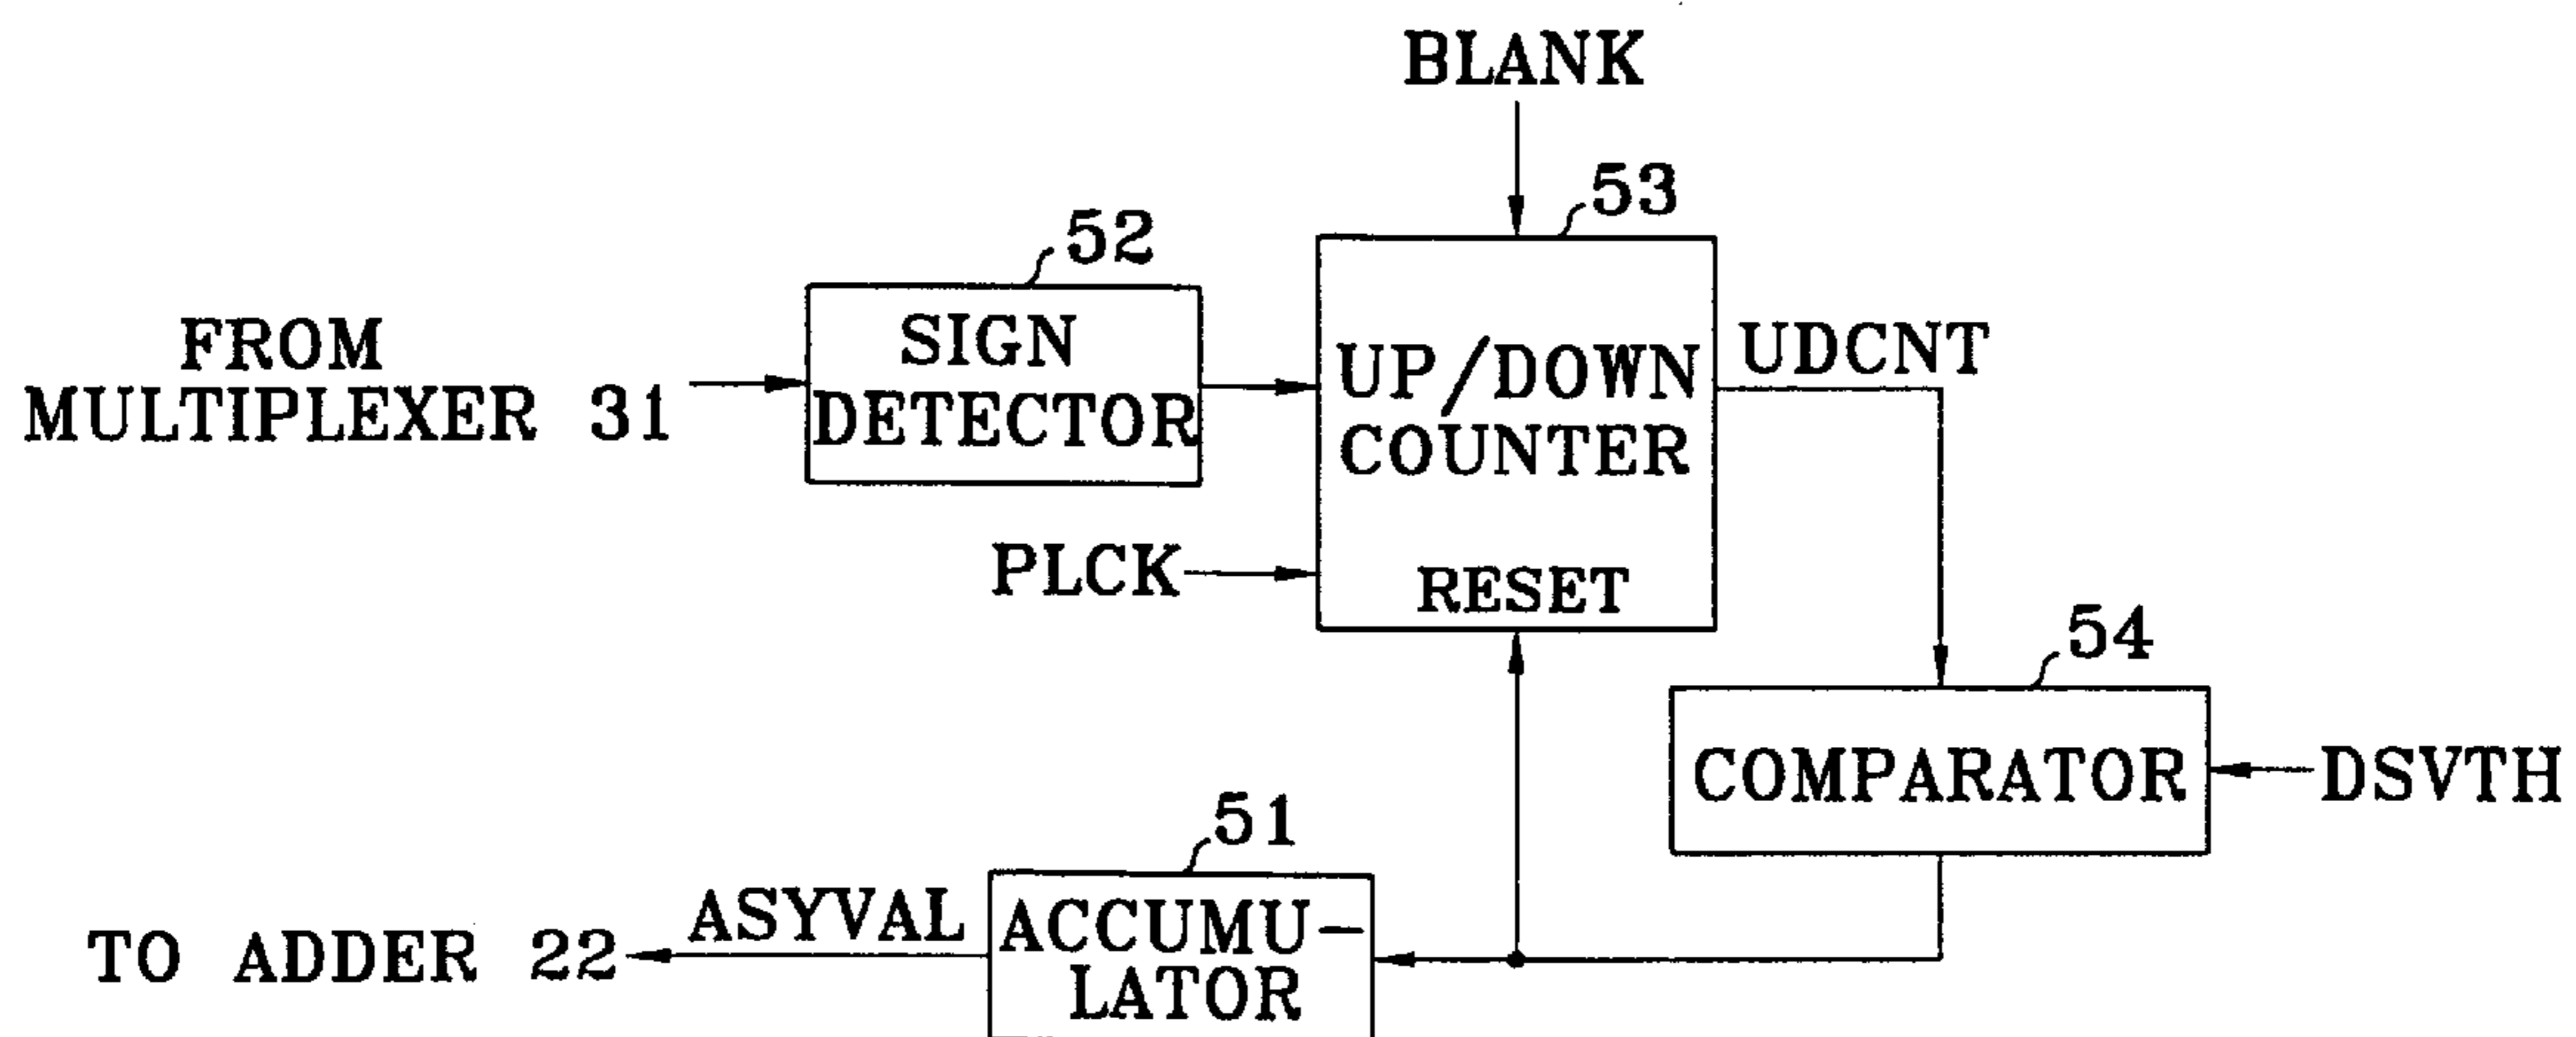 BLANK
53
52
FROM
MULTIPLEXER 31
SIGN
DETECTOR
UP/DOWN
COUNTER
UDCNT
PLCK
RESET
54
COMPARATOR
DSVTH
51
TO ADDER 22
ASYVAL
ACCUMU-
LATOR